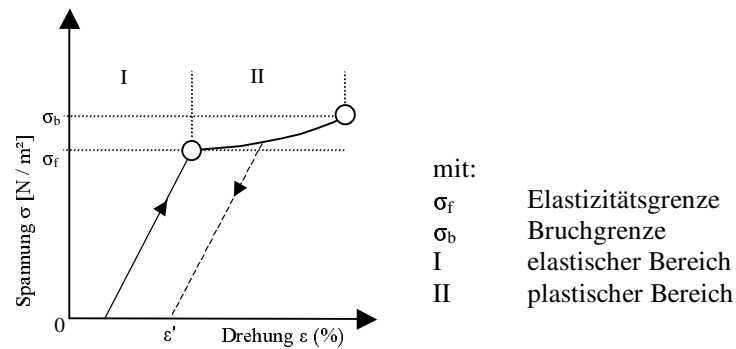 I
II
σb
σf
Spannung σ [N / m²]
0
ε'
Drehung ε (%)
mit:
σf Elastizitätsgrenze
σb Bruchgrenze
I elastischer Bereich
II plastischer Bereich